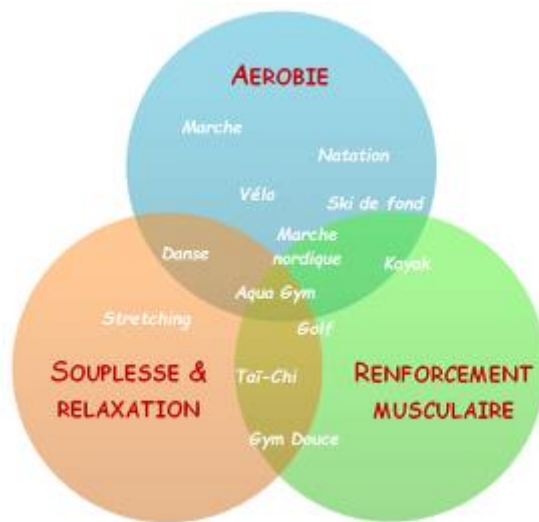 AEROBIE
Marche
Natation
Vélo
Ski de fond
Marche
nordique
Danse
Kayak
Aqua Gym
Stretching
Golf
SOUPLESSE &
RELAXATION
Taï-Chi
RENFORCEMENT
MUSCULAIRE
Gym Douce